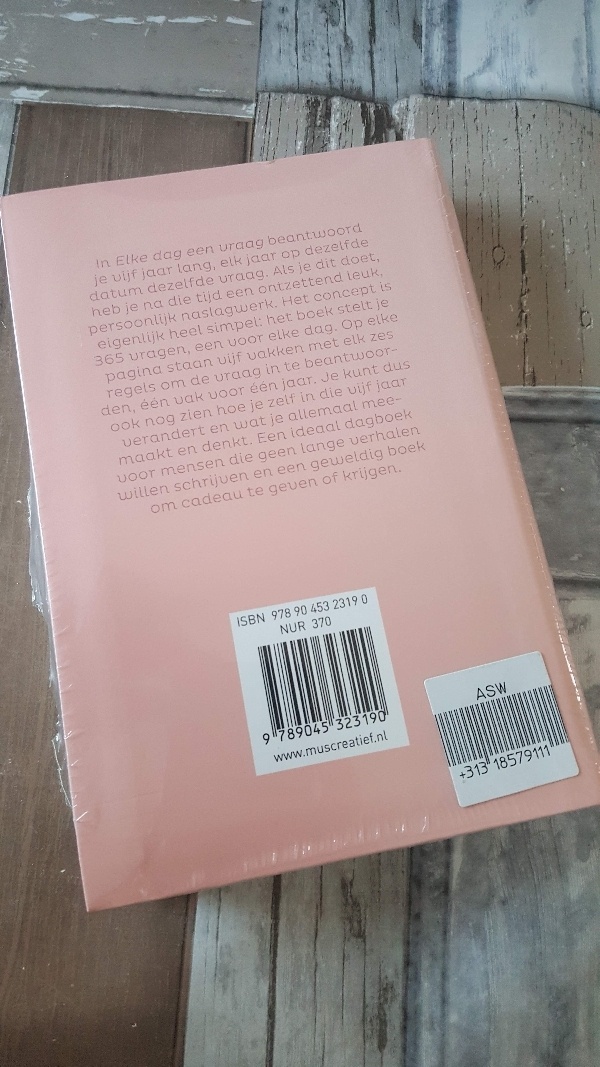 In Elke dag een vraag beantwoord
je vijf jaar lang, elk jaar op dezelfde
datum dezelfde vraag. Als je dit doet,
heb je na die tijd een ontzettend leuk,
persoonlijk naslagwerk. Het concept is
eigenlijk heel simpel: het boek stelt je
365 vragen, een voor elke dag. Op elke
pagina staan vijf vakken met elk zes
regels om de vraag in te beantwoor-
den, één vak voor één jaar. Je kunt dus
ook nog zien hoe je zelf in die vijf jaar
verandert en wat je allemaal mee-
maakt en denkt. Een ideaal dagboek
voor mensen die geen lange verhalen
willen schrijven en een geweldig boek
om cadeau te geven of krijgen.
ISBN 978 90 453 2319 0
NUR 370
9 789045 323190
www.muscreatief.nl
ASW
+313 18579111